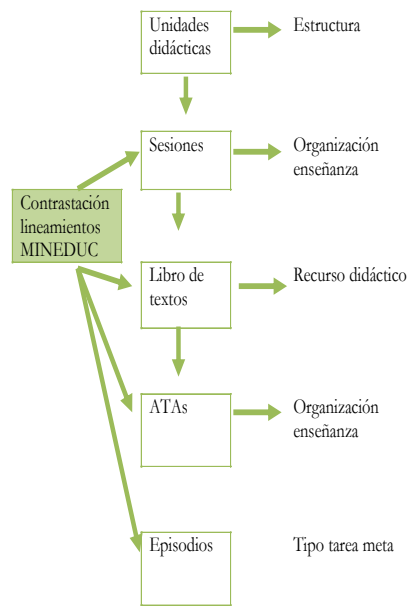 Unidades
didácticas
Estructura
Sesiones
Organización
enseñanza
Contrastación
lineamientos
MINEDUC
Libro de
textos
Recurso didáctico
ATAs
Organización
enseñanza
Episodios
Tipo tarea meta